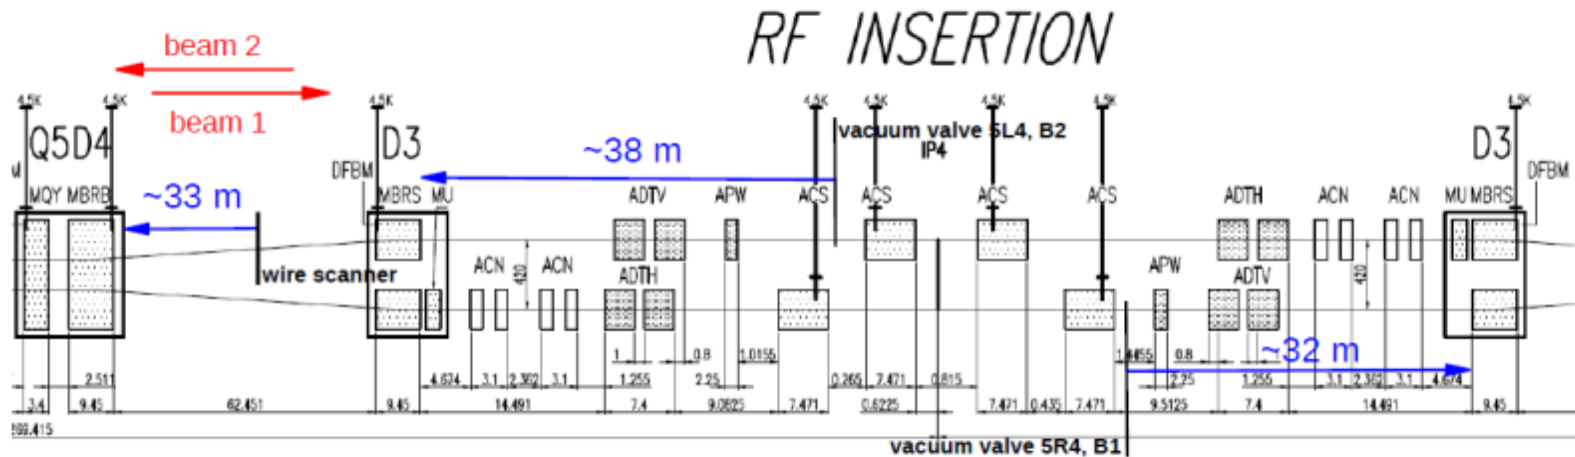 RF INSERTION
beam 2
beam 1
4.5K 4.5K 4.5K 4.5K 4.5K 4.5K 4.5K 4.5K
Q5 D4 D3 D3
vacuum valve 5L4, B2
IP4
~38 m
~33 m
M MQY MBRB DFBM MBRS MU ADTV APW ACS ACS ACS ACS ADTH ACN ACN MU MBRS DFBM
wire scanner
ACN ACN ADTH 420 APW ADTV 420
1 0.8 1.0155 0.8
~32 m
2.511 4.674 3.1 2.362 3.1 1.255 2.25 0.265 7.471 0.815 2.25 1.255 3.1 2.362 3.1 4.674
3.4 9.45 62.451 9.45 14.491 7.4 9.0625 7.471 0.6225 7.471 0.435 7.471 9.5125 7.4 14.491 9.45
269.415
vacuum valve 5R4, B1